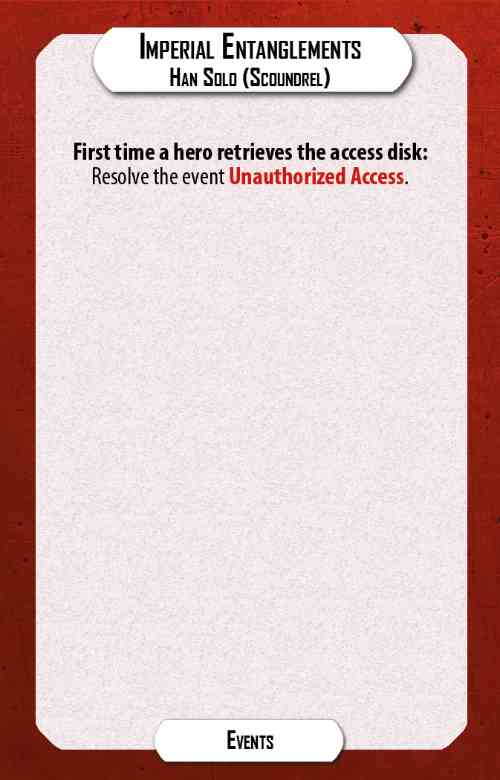 Imperial Entanglements
Han Solo (Scoundrel)
First time a hero retrieves the access disk:
Resolve the event Unauthorized Access.
Events